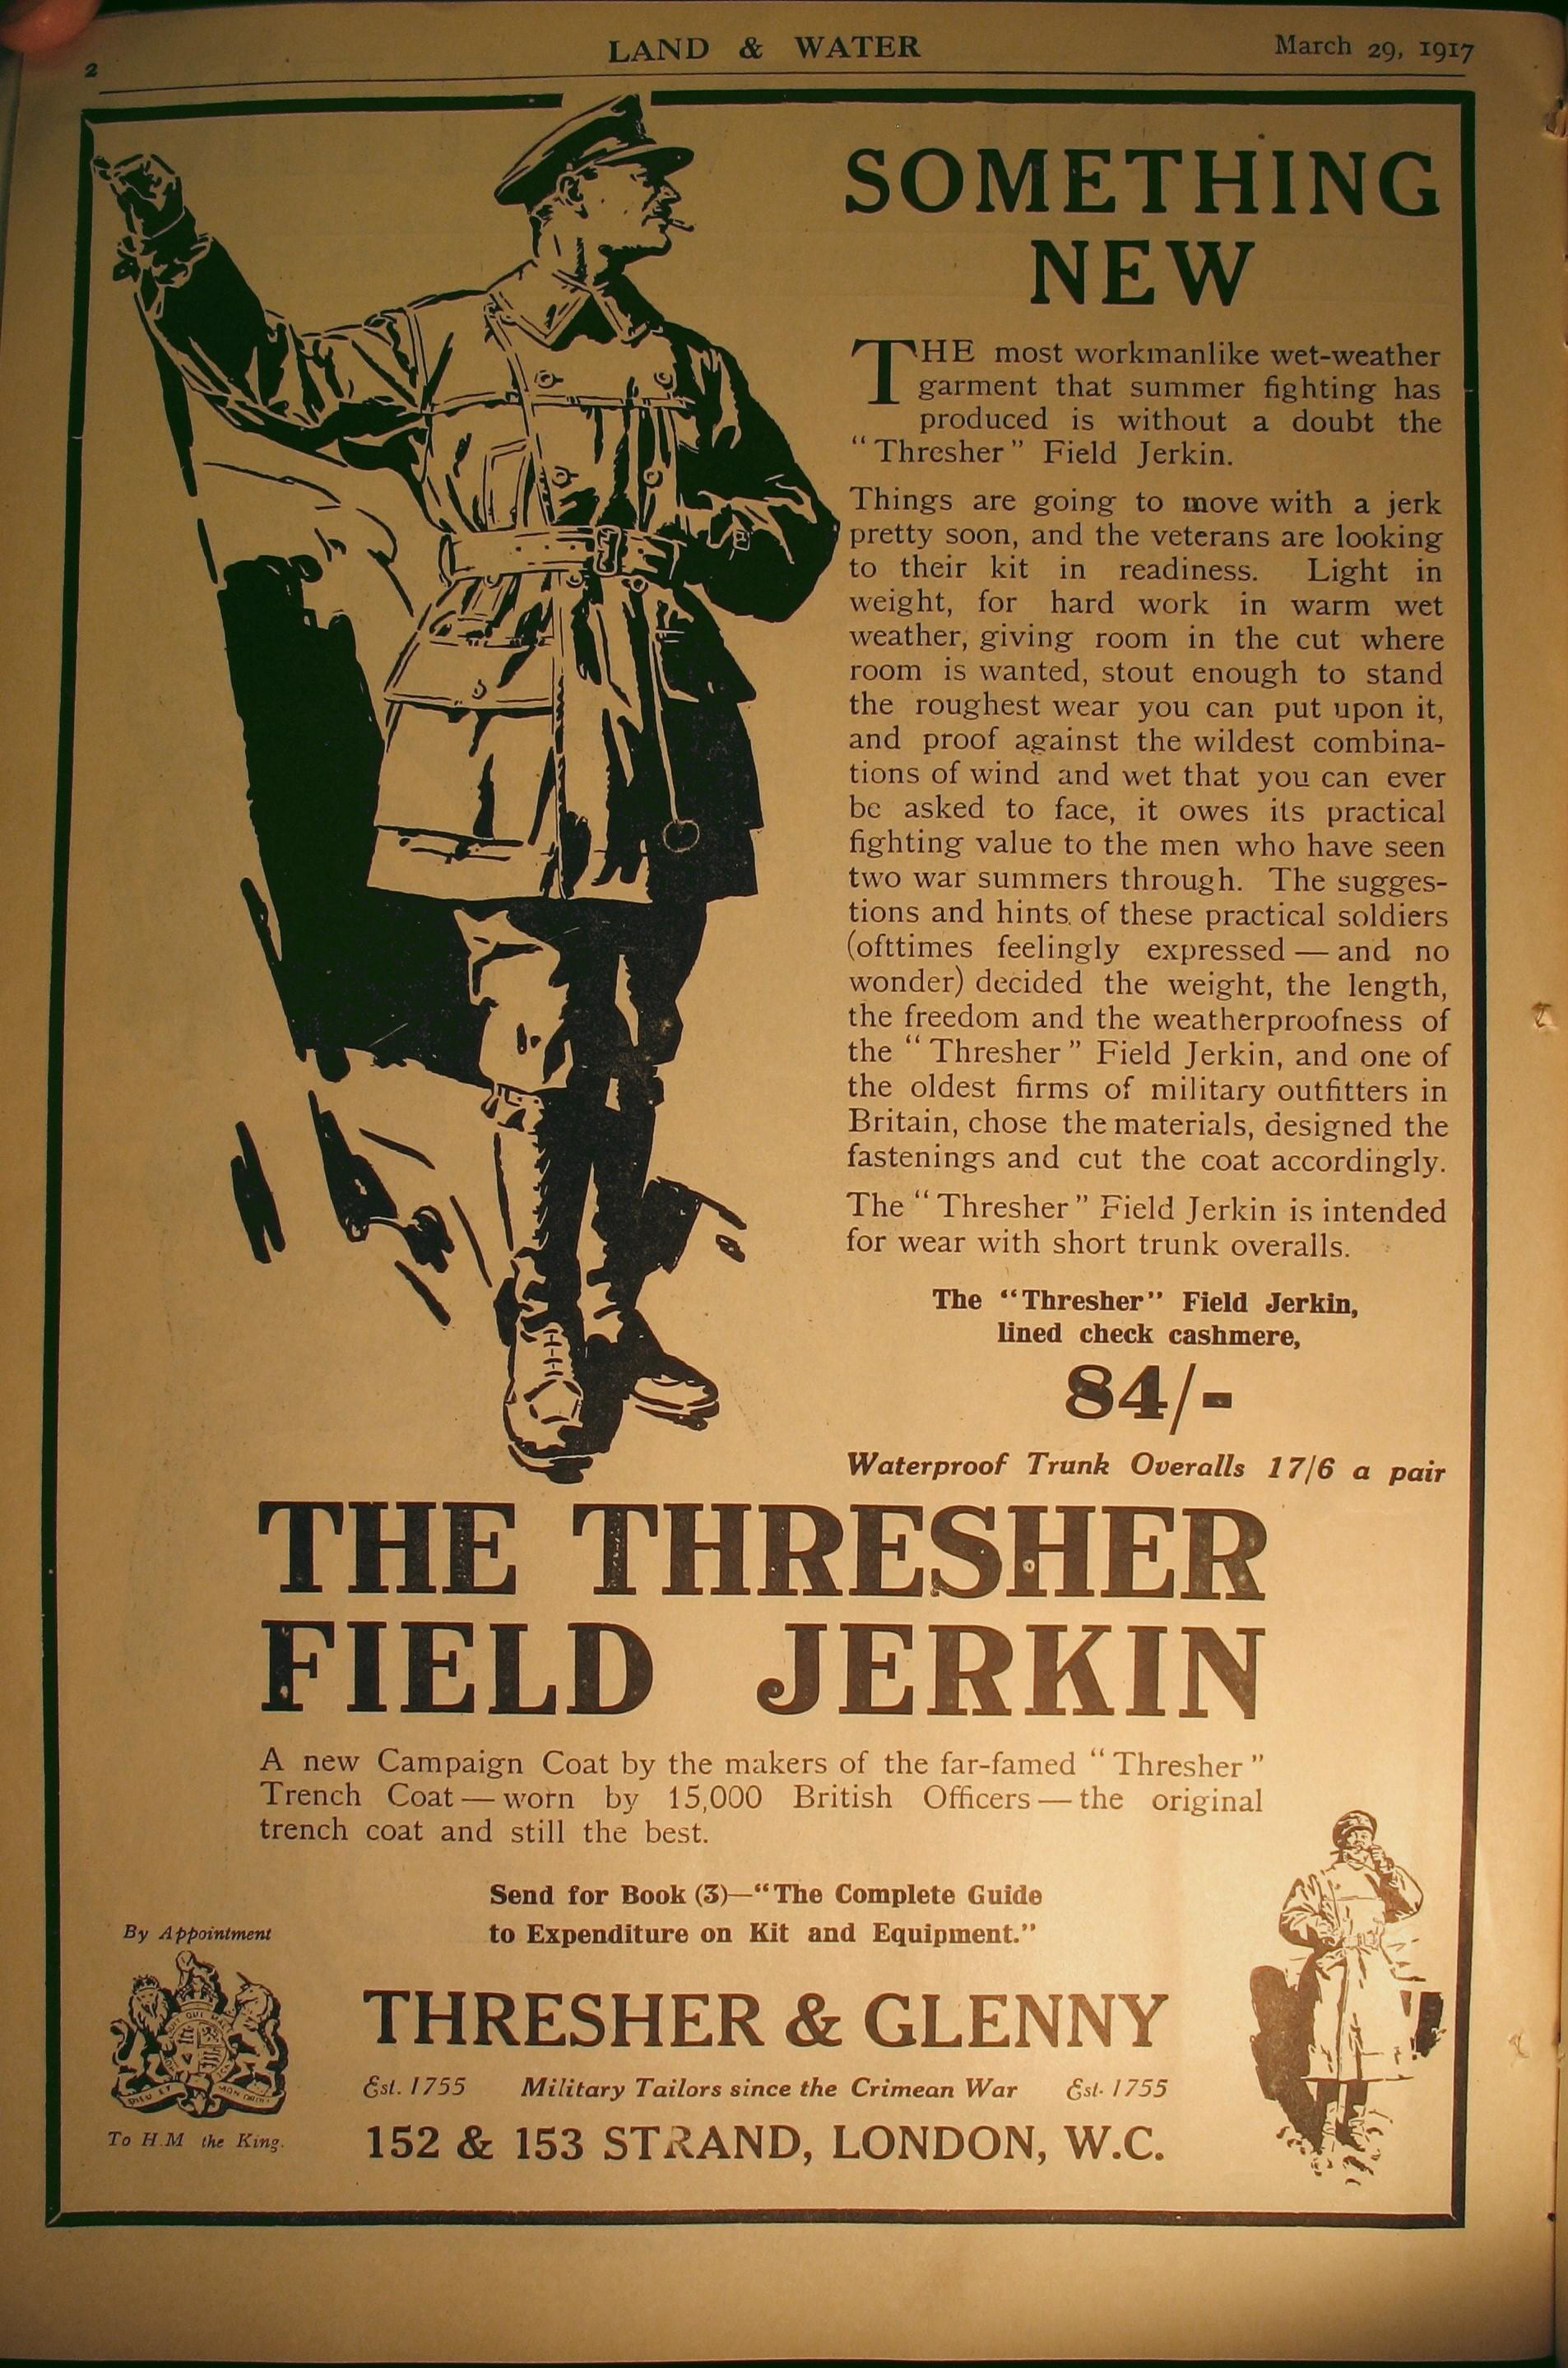 2
LAND & WATER
March 29, 1917
SOMETHING
NEW
THE most workmanlike wet-weather
garment that summer fighting has
produced is without a doubt the
“Thresher” Field Jerkin.
Things are going to move with a jerk
pretty soon, and the veterans are looking
to their kit in readiness. Light in
weight, for hard work in warm wet
weather, giving room in the cut where
room is wanted, stout enough to stand
the roughest wear you can put upon it,
and proof against the wildest combina-
tions of wind and wet that you can ever
be asked to face, it owes its practical
fighting value to the men who have seen
two war summers through. The sugges-
tions and hints of these practical soldiers
(ofttimes feelingly expressed — and no
wonder) decided the weight, the length,
the freedom and the weatherproofness of
the “Thresher” Field Jerkin, and one of
the oldest firms of military outfitters in
Britain, chose the materials, designed the
fastenings and cut the coat accordingly.
The “Thresher” Field Jerkin is intended
for wear with short trunk overalls.
The “Thresher” Field Jerkin,
lined check cashmere,
84/-
Waterproof Trunk Overalls 17/6 a pair
THE THRESHER
FIELD JERKIN
A new Campaign Coat by the makers of the far-famed “Thresher”
Trench Coat — worn by 15,000 British Officers — the original
trench coat and still the best.
Send for Book (3)—“The Complete Guide
to Expenditure on Kit and Equipment.”
By Appointment
DIEU ET MON DROIT
To H.M the King.
THRESHER & GLENNY
Est. 1755 Military Tailors since the Crimean War Est. 1755
152 & 153 STRAND, LONDON, W.C.